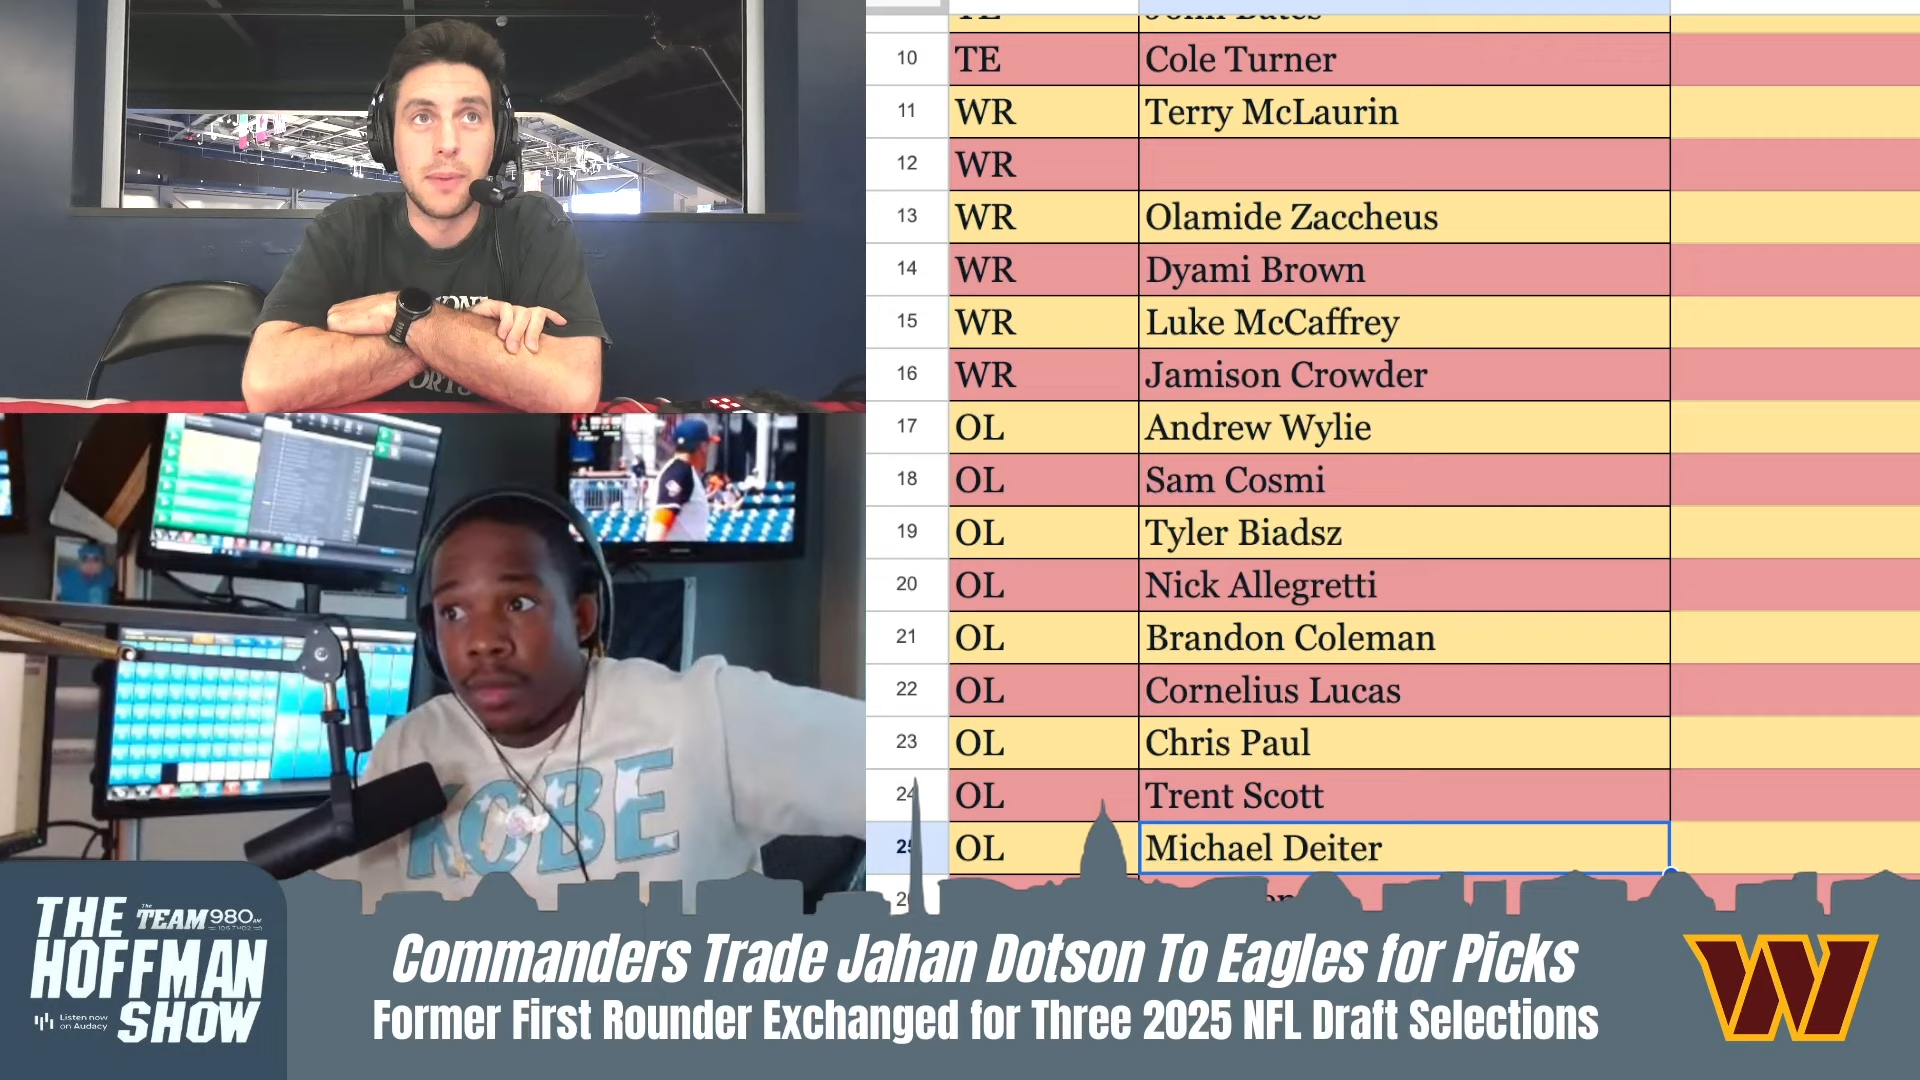 10 TE Cole Turner
11 WR Terry McLaurin
12 WR
13 WR Olamide Zaccheus
14 WR Dyami Brown
15 WR Luke McCaffrey
16 WR Jamison Crowder
17 OL Andrew Wylie
18 OL Sam Cosmi
19 OL Tyler Biadsz
20 OL Nick Allegretti
21 OL Brandon Coleman
22 OL Cornelius Lucas
23 OL Chris Paul
24 OL Trent Scott
25 OL Michael Deiter
KOBE
THE
HOFFMAN
SHOW
The TEAM 980 AM
Listen now
on Audacy
Commanders Trade Jahan Dotson To Eagles for Picks
Former First Rounder Exchanged for Three 2025 NFL Draft Selections
W